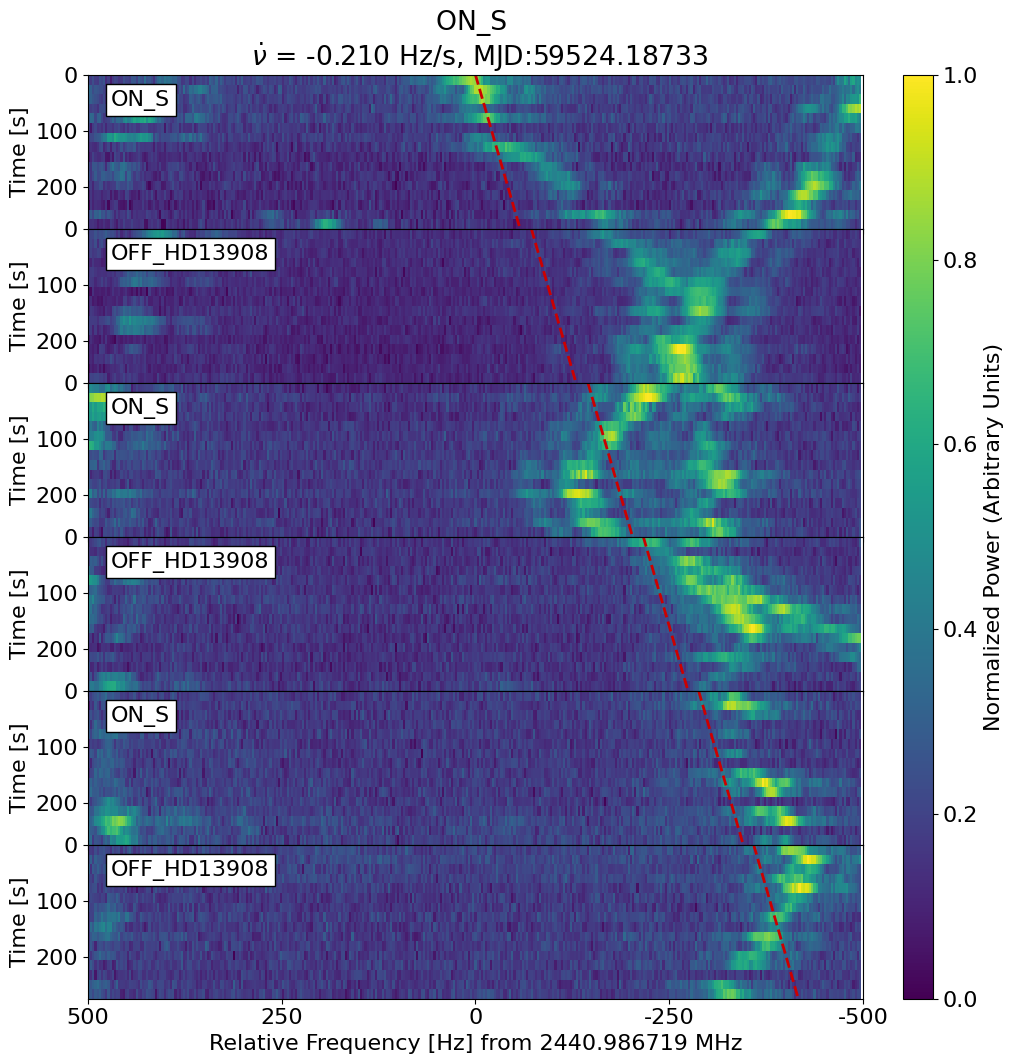 ON_S
ν̇ = -0.210 Hz/s, MJD:59524.18733
0
100
200
Time [s]
ON_S
0
100
200
Time [s]
OFF_HD13908
0
100
200
Time [s]
ON_S
0
100
200
Time [s]
OFF_HD13908
0
100
200
Time [s]
ON_S
0
100
200
Time [s]
OFF_HD13908
500 250 0 -250 -500
Relative Frequency [Hz] from 2440.986719 MHz
1.0
0.8
0.6
0.4
0.2
0.0
Normalized Power (Arbitrary Units)